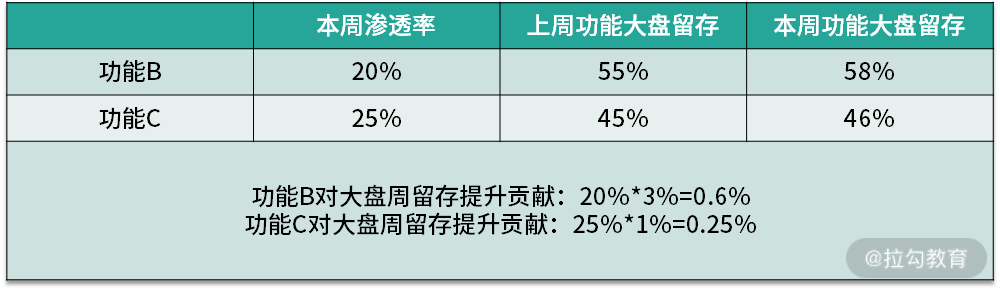 本周渗透率 上周功能大盘留存 本周功能大盘留存
功能B 20% 55% 58%
功能C 25% 45% 46%
功能B对大盘周留存提升贡献：20%*3%=0.6%
功能C对大盘周留存提升贡献：25%*1%=0.25%
@拉勾教育